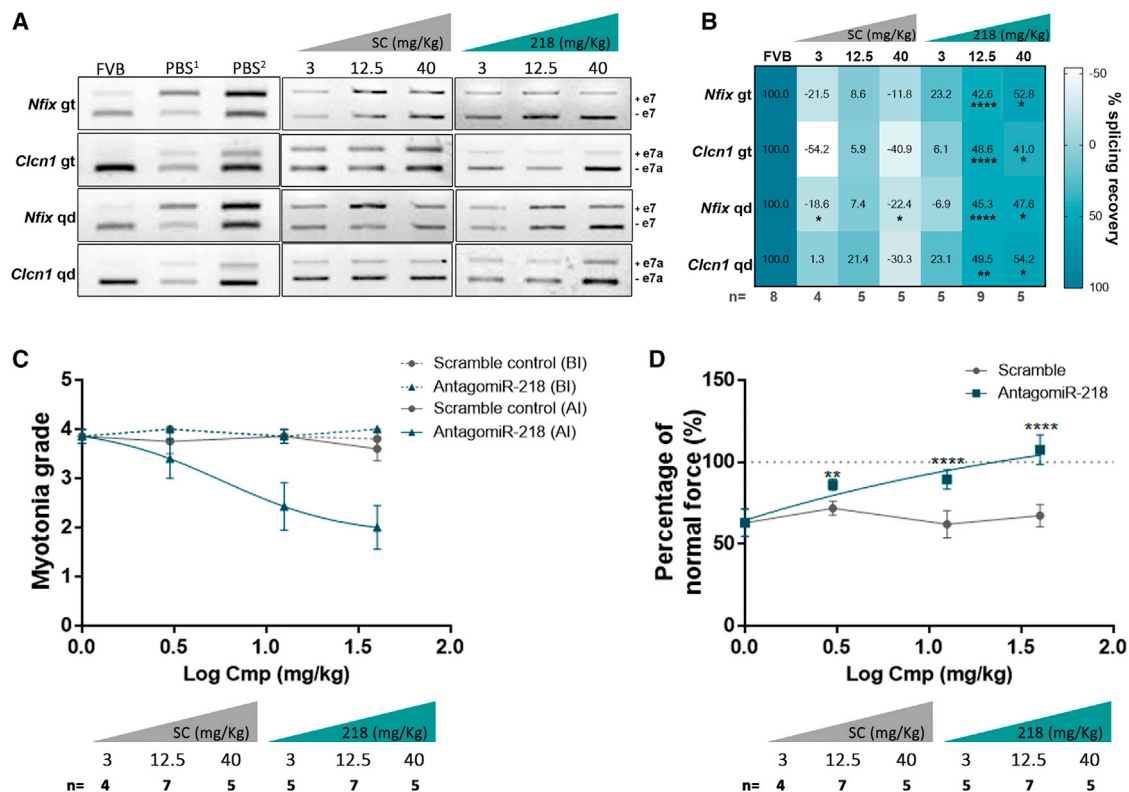 A
SC (mg/Kg)
218 (mg/Kg)
FVB PBS1 PBS2 3 12.5 40 3 12.5 40
Nfix gt + e7
- e7
Clcn1 gt +e7a
-e7a
Nfix qd + e7
- e7
Clcn1 qd +e7a
-e7a
B
SC (mg/Kg)
218 (mg/Kg)
FVB 3 12.5 40 3 12.5 40
Nfix gt 100.0 -21.5 8.6 -11.8 23.2 42.6 52.8
**** *
Clcn1 gt 100.0 -54.2 5.9 -40.9 6.1 48.6 41.0
**** *
Nfix qd 100.0 -18.6 7.4 -22.4 -6.9 45.3 47.6
* * **** *
Clcn1 qd 100.0 1.3 21.4 -30.3 23.1 49.5 54.2
** *
n= 8 4 5 5 5 9 5
-50
0
50
100
% splicing recovery
C
Scramble control (BI)
AntagomiR-218 (BI)
Scramble control (AI)
AntagomiR-218 (AI)
Myotonia grade
5
4
3
2
1
0
0.0 0.5 1.0 1.5 2.0
Log Cmp (mg/kg)
SC (mg/Kg)
218 (mg/Kg)
3 12.5 40 3 12.5 40
n= 4 7 5 5 7 5
D
Scramble
AntagomiR-218
Percentage of
normal force (%)
150
100
50
0
**
****
****
0.0 0.5 1.0 1.5 2.0
Log Cmp (mg/kg)
SC (mg/Kg)
218 (mg/Kg)
3 12.5 40 3 12.5 40
n= 4 7 5 5 7 5